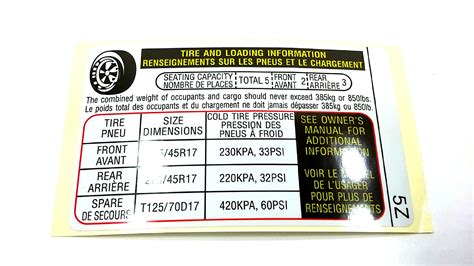 TIRE AND LOADING INFORMATION
RENSEIGNEMENTS SUR LES PNEUS ET LE CHARGEMENT
SEATING CAPACITY
NOMBRE DE PLACES
TOTAL 5
FRONT
AVANT
2
REAR
ARRIÈRE
3
The combined weight of occupants and cargo should never exceed 385kg or 850lbs.
Le poids total des occupants et du chargement ne doit jamais dépasser 385kg or 850lbs.
TIRE
PNEU
SIZE
DIMENSIONS
COLD TIRE PRESSURE
PRESSION DES
PNEUS À FROID
FRONT
AVANT
/45R17
230KPA, 33PSI
REAR
ARRIÈRE
/45R17
220KPA, 32PSI
SPARE
DE SECOURS
T125/70D17
420KPA, 60PSI
SEE OWNER'S
MANUAL FOR
ADDITIONAL
INFORMATION
VOIR LE
DE L'USAGER
POUR PLUS DE
RENSEIGNEMENTS
5Z